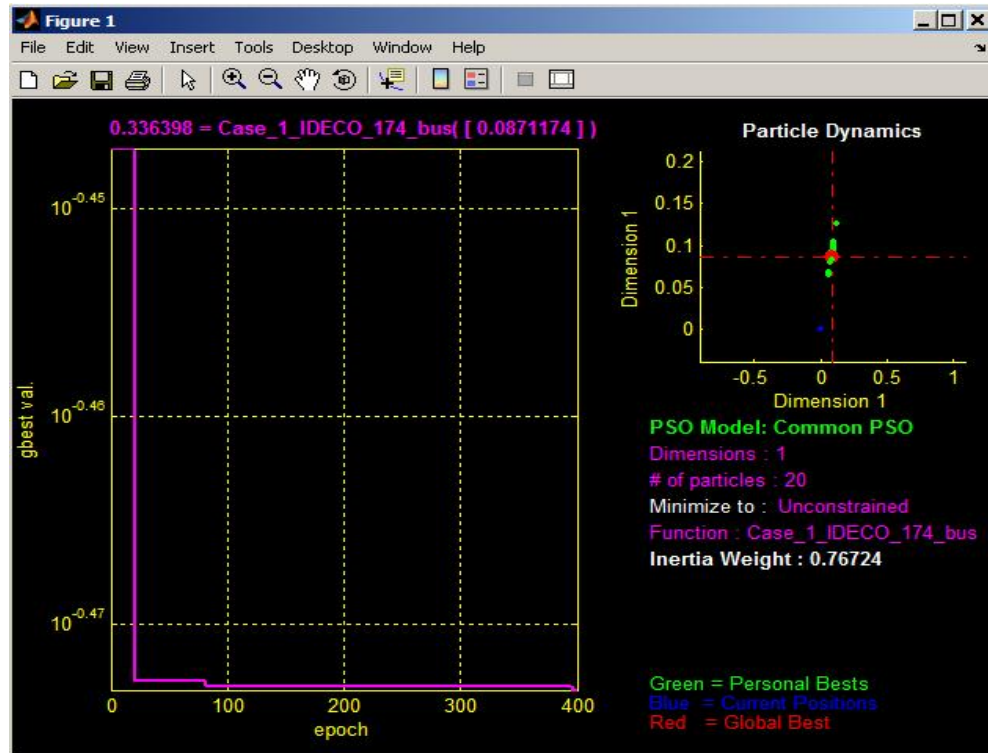 Figure 1
File Edit View Insert Tools Desktop Window Help
0.336398 = Case_1_IDECO_174_bus( [ 0.0871174 ] )
10^-0.45
10^-0.46
10^-0.47
gbest val.
0 100 200 300 400
epoch
Particle Dynamics
0.2
0.15
0.1
0.05
0
Dimension 1
-0.5 0 0.5 1
Dimension 1
PSO Model: Common PSO
Dimensions : 1
# of particles : 20
Minimize to : Unconstrained
Function : Case_1_IDECO_174_bus
Inertia Weight : 0.76724
Green = Personal Bests
Blue = Current Positions
Red = Global Best